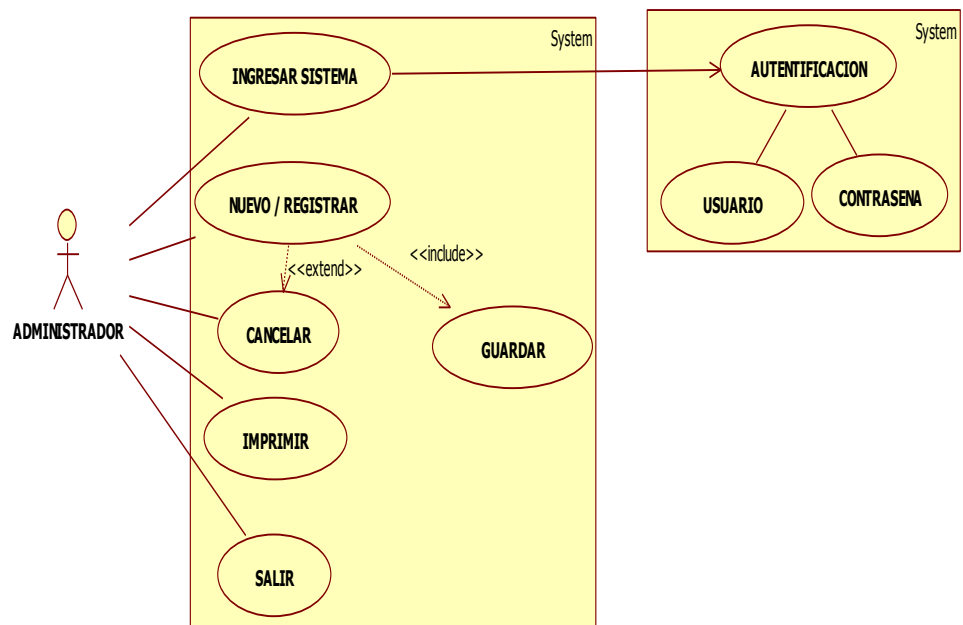 System
System
INGRESAR SISTEMA
AUTENTIFICACION
NUEVO / REGISTRAR
USUARIO
CONTRASENA
<<extend>>
<<include>>
ADMINISTRADOR
CANCELAR
GUARDAR
IMPRIMIR
SALIR